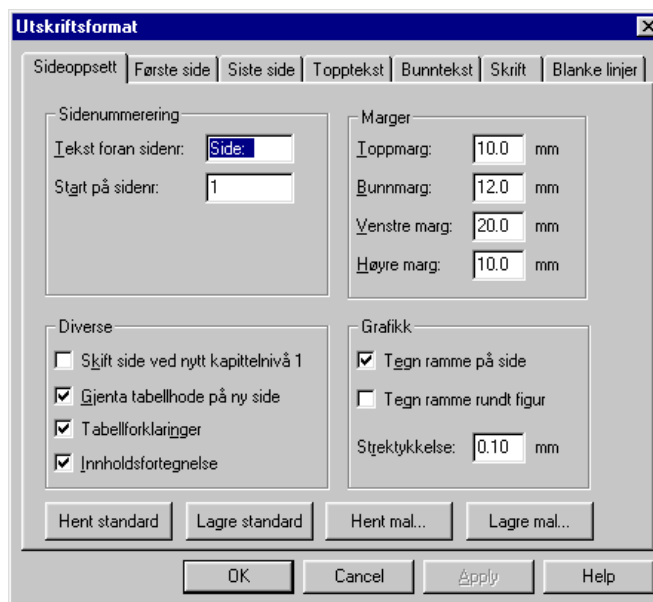 Utskriftsformat
Sideoppsett Første side Siste side Topptekst Bunntekst Skrift Blanke linjer
Sidenummerering
Tekst foran sidenr: Side:
Start på sidenr: 1
Marger
Toppmarg: 10.0 mm
Bunnmarg: 12.0 mm
Venstre marg: 20.0 mm
Høyre marg: 10.0 mm
Diverse
Skift side ved nytt kapittelnivå 1
Gjenta tabellhode på ny side
Tabellforklaringer
Innholdsfortegnelse
Grafikk
Tegn ramme på side
Tegn ramme rundt figur
Strektykkelse: 0.10 mm
Hent standard Lagre standard Hent mal... Lagre mal...
OK Cancel Apply Help